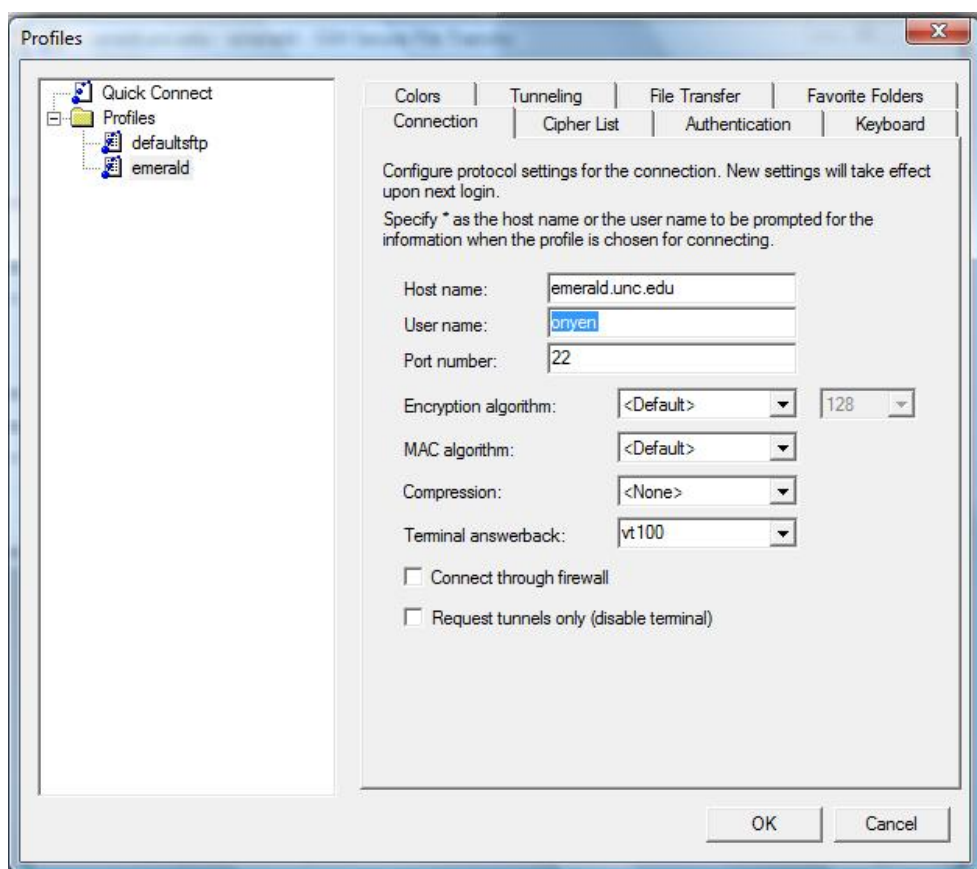 Profiles
Quick Connect
Profiles
defaultsftp
emerald
Colors
Tunneling
File Transfer
Favorite Folders
Connection
Cipher List
Authentication
Keyboard
Configure protocol settings for the connection. New settings will take effect
upon next login.
Specify * as the host name or the user name to be prompted for the
information when the profile is chosen for connecting.
Host name: emerald.unc.edu
User name: onyen
Port number: 22
Encryption algorithm: <Default> 128
MAC algorithm: <Default>
Compression: <None>
Terminal answerback: vt100
Connect through firewall
Request tunnels only (disable terminal)
OK Cancel